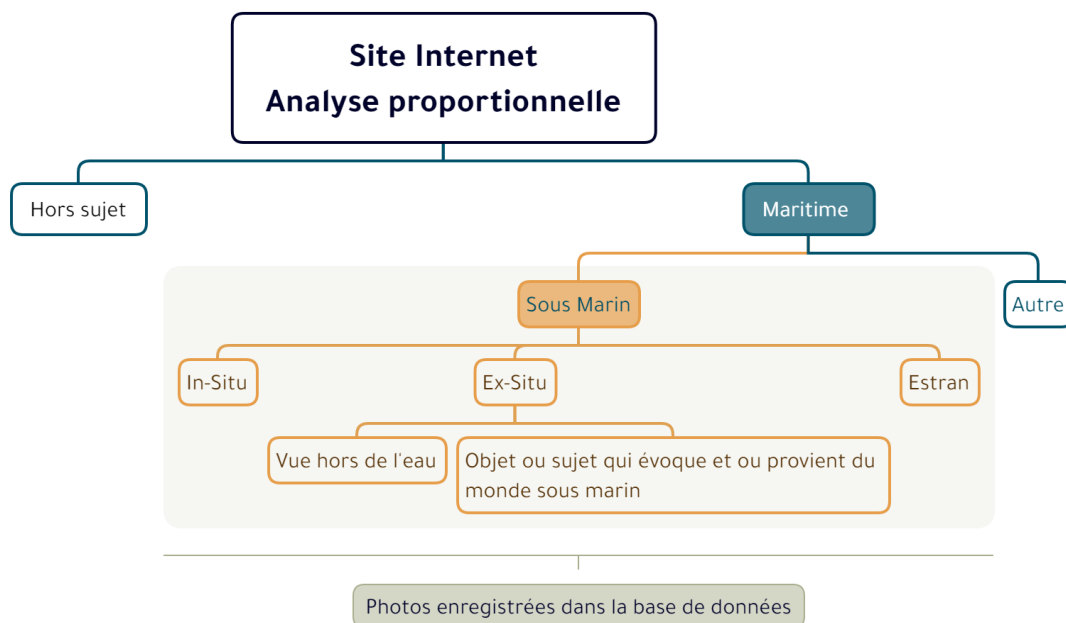 Site Internet
Analyse proportionnelle
Hors sujet
Maritime
Sous Marin
Autre
In-Situ
Ex-Situ
Estran
Vue hors de l'eau
Objet ou sujet qui évoque et ou provient du
monde sous marin
Photos enregistrées dans la base de données